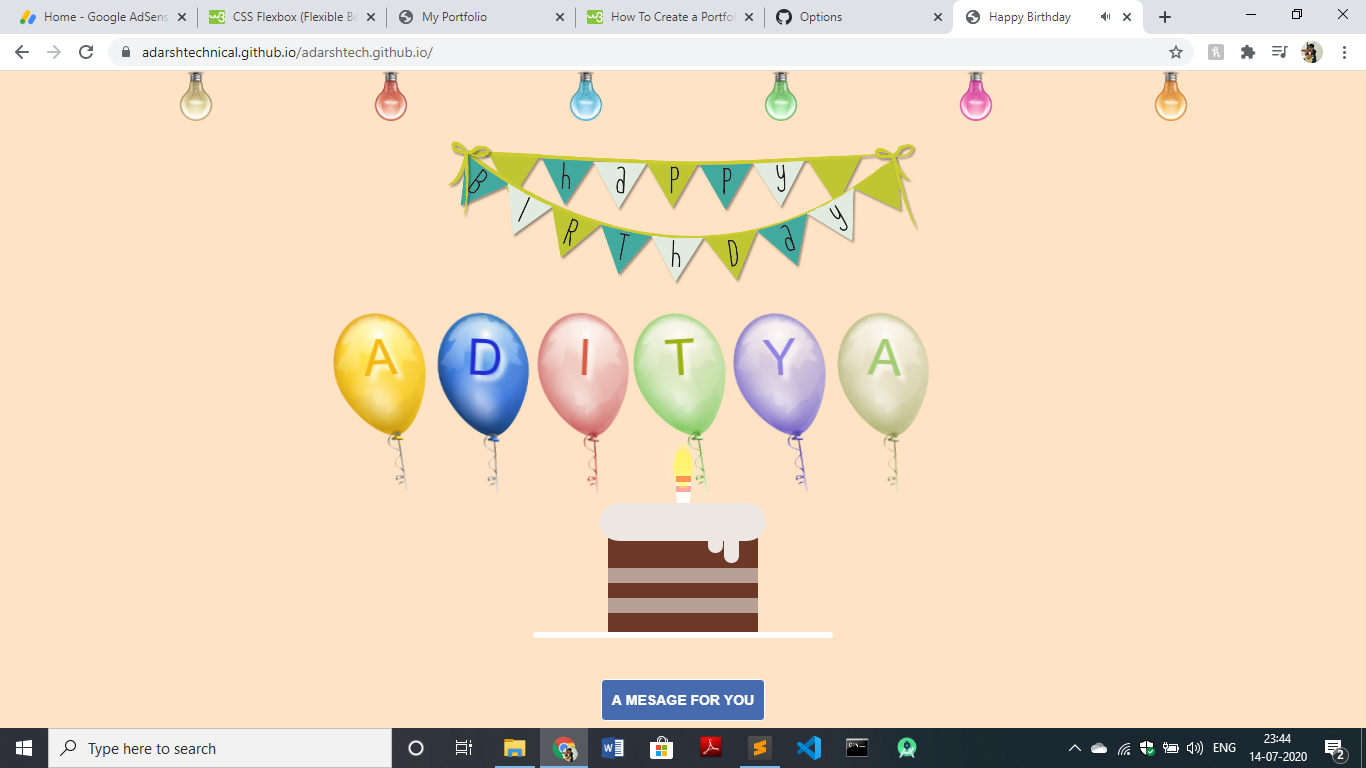 Home - Google AdSens
CSS Flexbox (Flexible Bo
My Portfolio
How To Create a Portfol
Options
Happy Birthday
adarshtechnical.github.io/adarshtech.github.io/
happy
BIRThDay
A D I T Y A
A MESAGE FOR YOU
Type here to search
ENG
23:44
14-07-2020
2